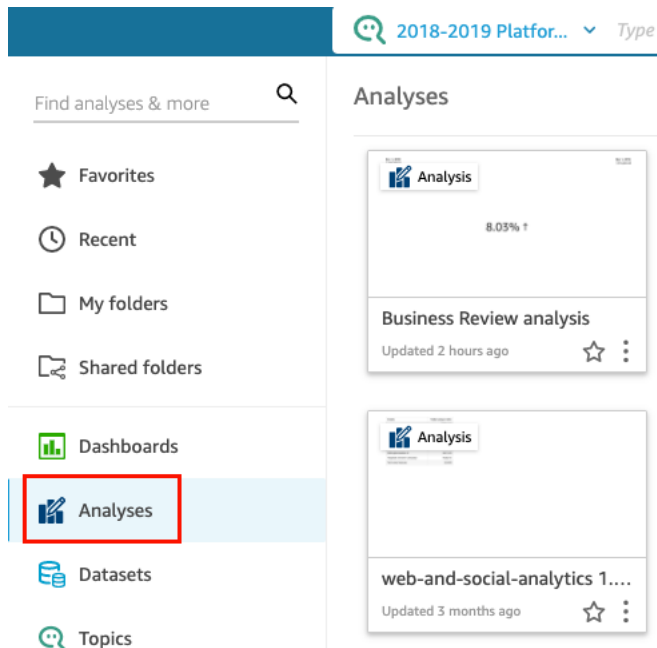 2018-2019 Platfor...
Type
Find analyses & more
Favorites
Recent
My folders
Shared folders
Dashboards
Analyses
Datasets
Topics
Analyses
Analysis
8.03% ↑
Business Review analysis
Updated 2 hours ago
Analysis
web-and-social-analytics 1....
Updated 3 months ago